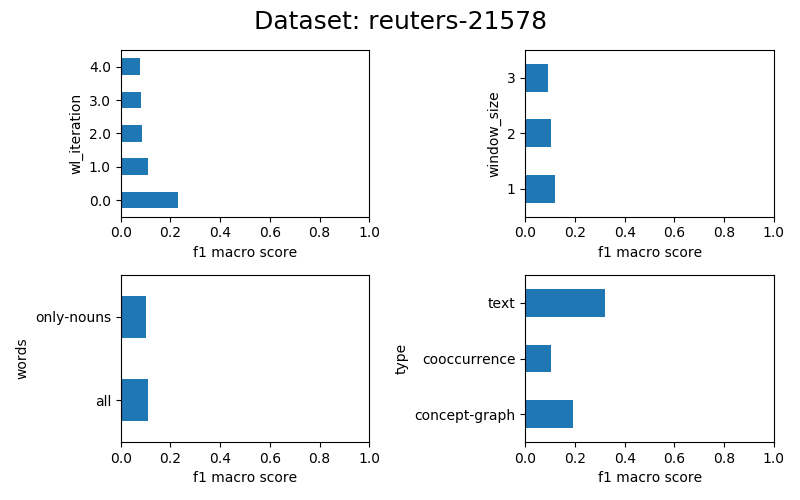 Dataset: reuters-21578
wl_iteration
4.0
3.0
2.0
1.0
0.0
0.0 0.2 0.4 0.6 0.8 1.0
f1 macro score
window_size
3
2
1
0.0 0.2 0.4 0.6 0.8 1.0
f1 macro score
words
only-nouns
all
0.0 0.2 0.4 0.6 0.8 1.0
f1 macro score
type
text
cooccurrence
concept-graph
0.0 0.2 0.4 0.6 0.8 1.0
f1 macro score